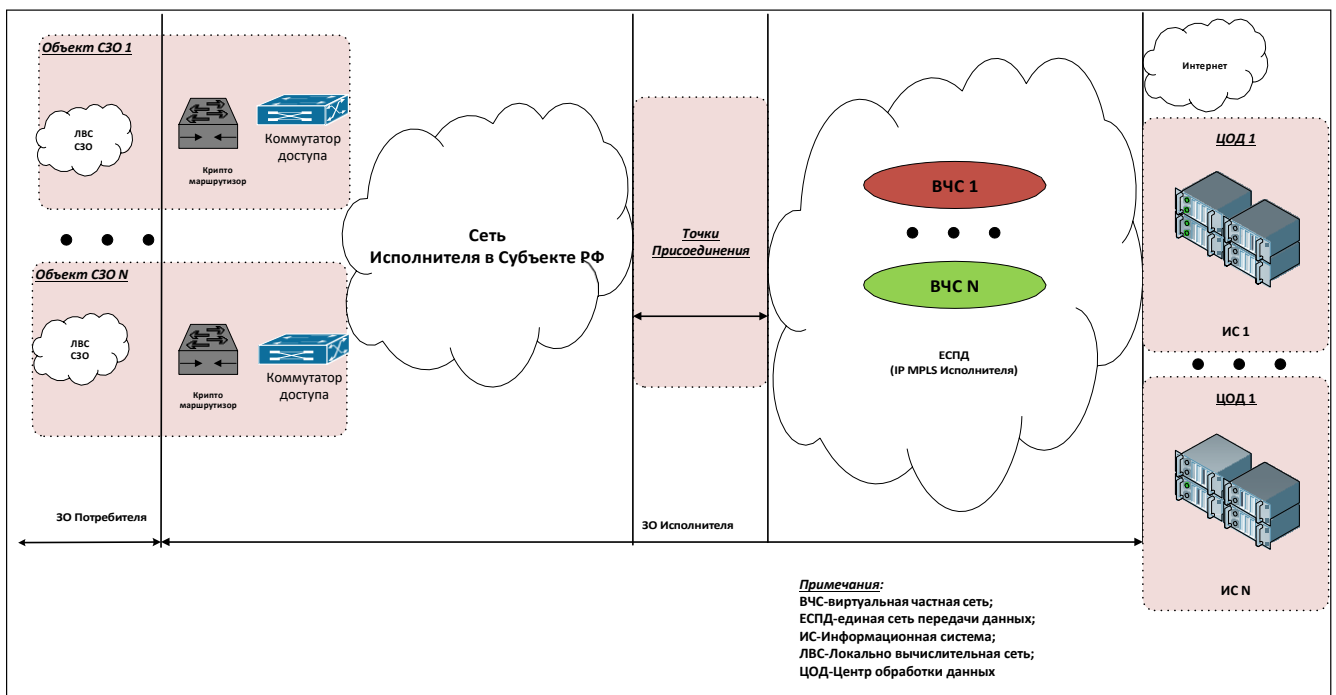 Объект СЗО 1
ЛВС
СЗО
Крипто
маршрутизор
Коммутатор
доступа
Объект СЗО N
ЛВС
СЗО
Крипто
маршрутизор
Коммутатор
доступа
Сеть
Исполнителя в Субъекте РФ
Точки
Присоединения
ВЧС 1
ВЧС N
ЕСПД
(IP MPLS Исполнителя)
Интернет
ЦОД 1
ИС 1
ЦОД 1
ИС N
ЗО Потребителя
ЗО Исполнителя
Примечания:
ВЧС-виртуальная частная сеть;
ЕСПД-единая сеть передачи данных;
ИС-Информационная система;
ЛВС-Локально вычислительная сеть;
ЦОД-Центр обработки данных